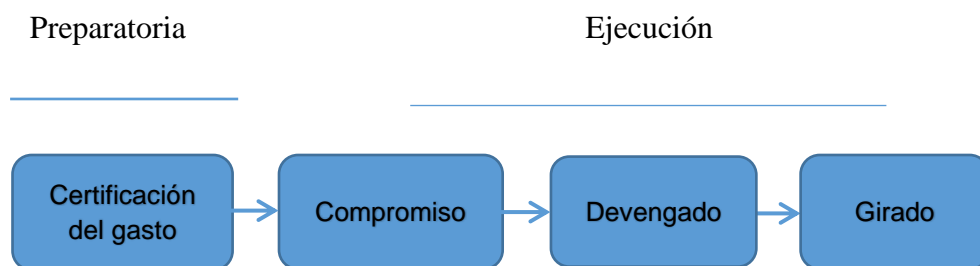 Preparatoria
Ejecución
Certificación
del gasto
Compromiso
Devengado
Girado